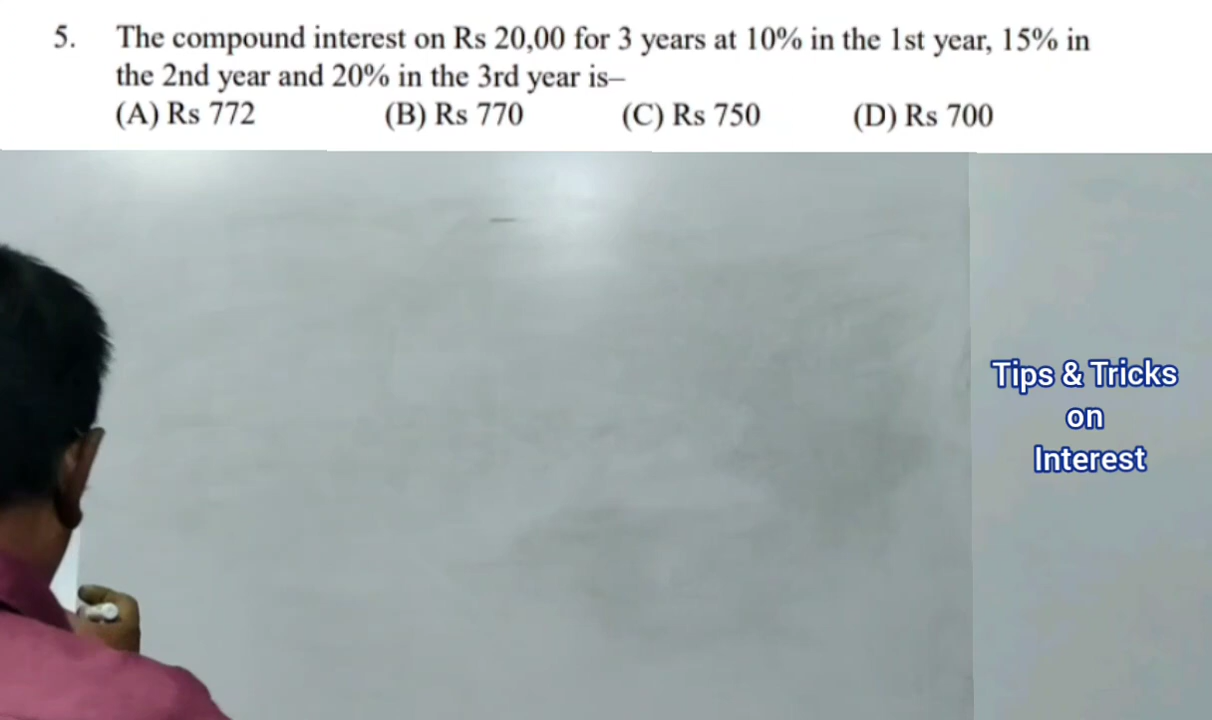 5. The compound interest on Rs 20,00 for 3 years at 10% in the 1st year, 15% in
the 2nd year and 20% in the 3rd year is–
(A) Rs 772 (B) Rs 770 (C) Rs 750 (D) Rs 700
Tips & Tricks
on
Interest